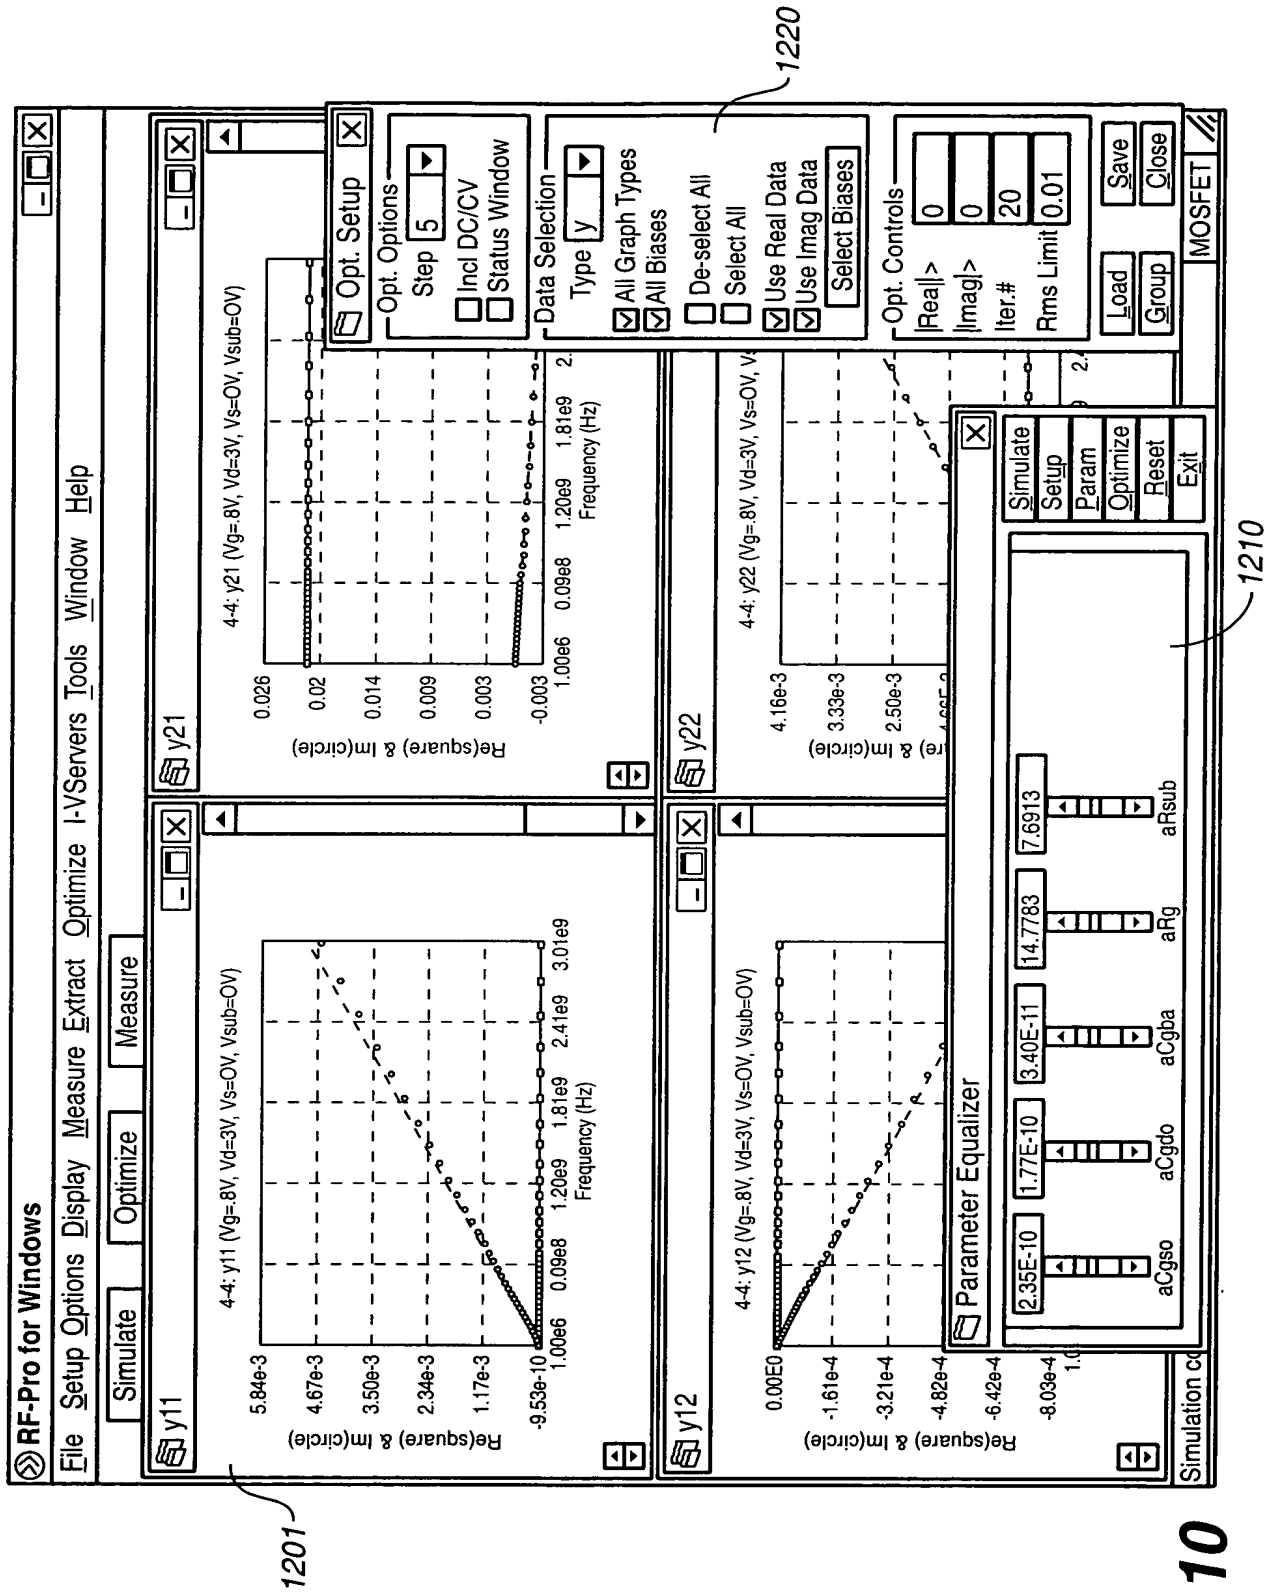 RF-Pro for Windows
File Setup Options Display Measure Extract Optimize I-VServers Tools Window Help
Simulate Optimize Measure
y11
4-4: y11 (Vg=.8V, Vd=3V, Vs=OV, Vsub=OV)
Re(square) & Im(circle)
5.84e-3
4.67e-3
3.50e-3
2.34e-3
1.17e-3
-9.53e-10
1.00e6 0.09e8 1.20e9 1.81e9 2.41e9 3.01e9
Frequency (Hz)
y21
4-4: y21 (Vg=.8V, Vd=3V, Vs=OV, Vsub=OV)
Re(square) & Im(circle)
0.026
0.02
0.014
0.009
0.003
-0.003
1.00e6 0.09e8 1.20e9 1.81e9 2.
Frequency (Hz)
y12
4-4: y12 (Vg=.8V, Vd=3V, Vs=OV, Vsub=OV)
Re(square) & Im(circle)
0.00E0
-1.61e-4
-3.21e-4
-4.82e-4
-6.42e-4
-8.03e-4
y22
4-4: y22 (Vg=.8V, Vd=3V, Vs=OV, V
4.16e-3
3.33e-3
2.50e-3
re) & Im(circle)
Opt. Setup
Opt. Options
Step 5
Incl DC/CV
Status Window
Data Selection
Type y
All Graph Types
All Biases
De-select All
Select All
Use Real Data
Use Imag Data
Select Biases
Opt. Controls
|Real|> 0
|Imag|> 0
Iter.# 20
Rms Limit 0.01
Load Save
Group Close
Parameter Equalizer
2.35E-10 1.77E-10 3.40E-11 14.7783 7.6913
aCgso aCgdo aCgba aRg aRsub
Simulate
Setup
Param
Optimize
Reset
Exit
Simulation co
MOSFET
1201
1210
1220
10